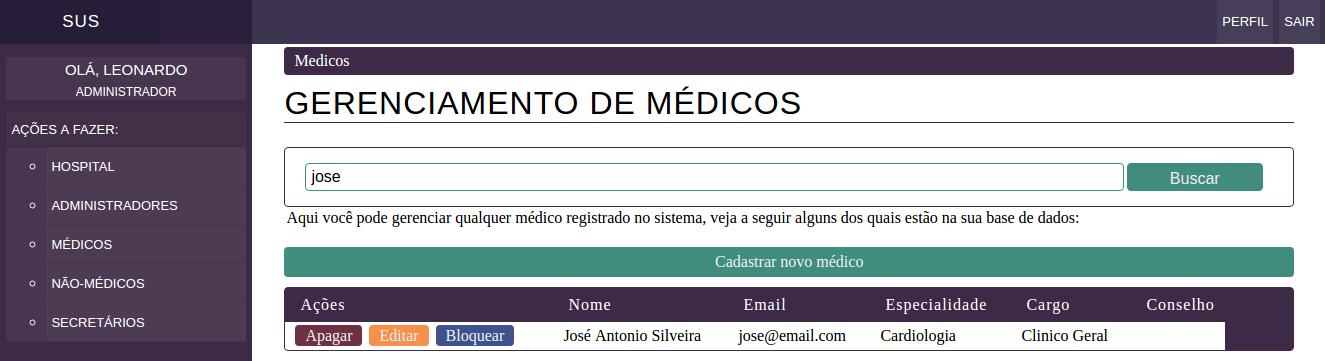 SUS
PERFIL SAIR
OLÁ, LEONARDO
ADMINISTRADOR
AÇÕES A FAZER:
HOSPITAL
ADMINISTRADORES
MÉDICOS
NÃO-MÉDICOS
SECRETÁRIOS
Medicos
GERENCIAMENTO DE MÉDICOS
jose Buscar
Aqui você pode gerenciar qualquer médico registrado no sistema, veja a seguir alguns dos quais estão na sua base de dados:
Cadastrar novo médico
Ações Nome Email Especialidade Cargo Conselho
Apagar Editar Bloquear José Antonio Silveira jose@email.com Cardiologia Clinico Geral